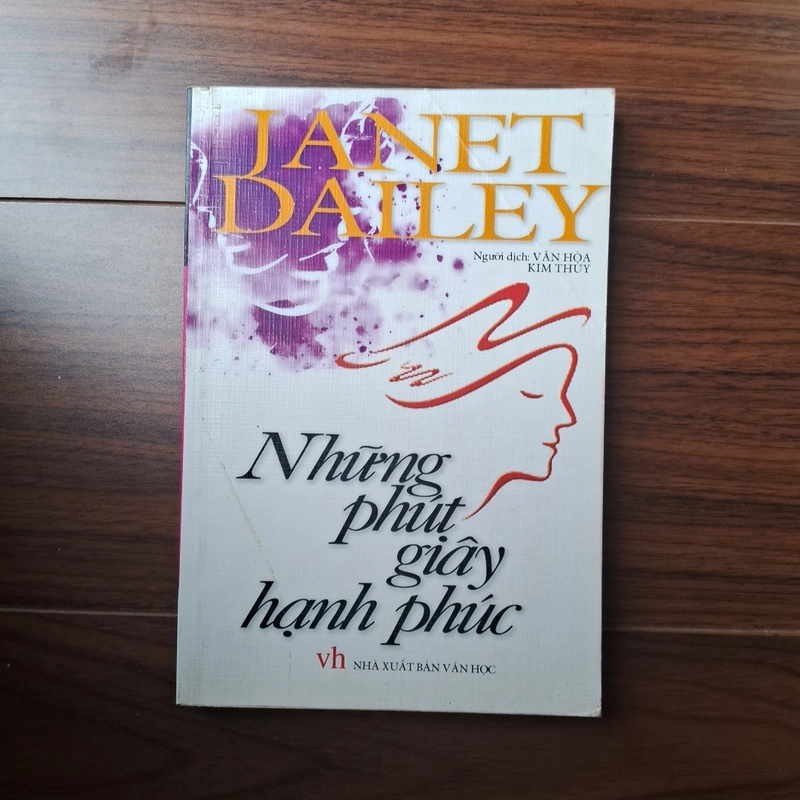 JANET
DAILEY
Người dịch: VĂN HÒA
KIM THÙY
Những
phút
giây
hạnh phúc
vh NHÀ XUẤT BẢN VĂN HỌC